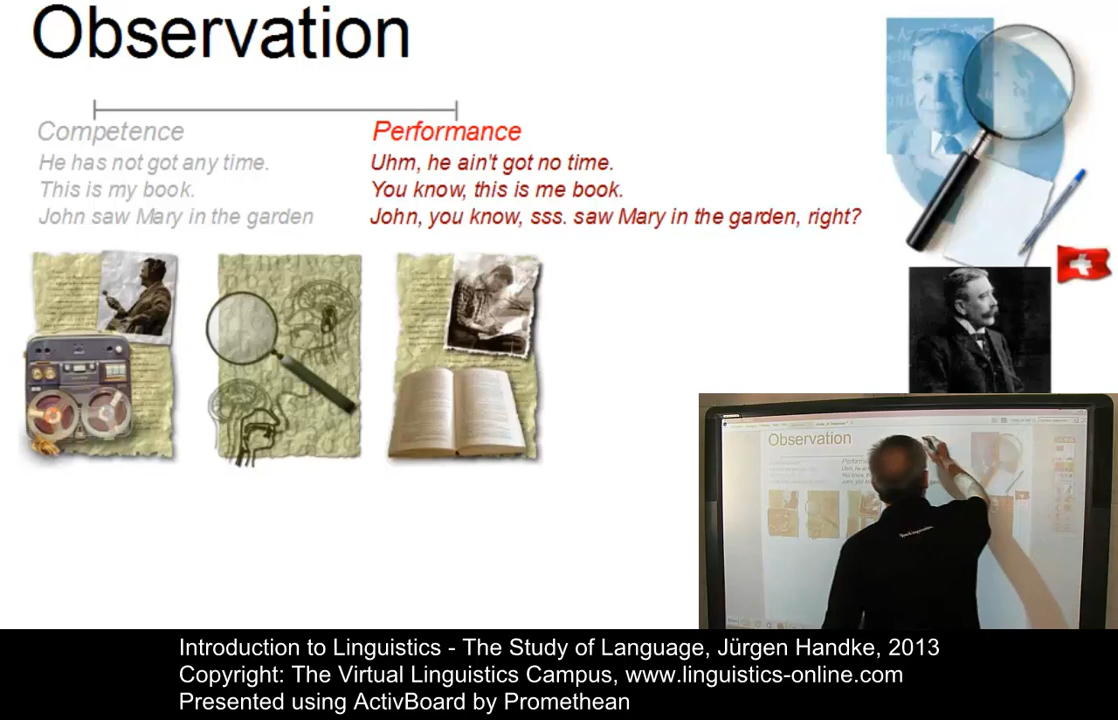 Observation
Competence
Performance
He has not got any time.
Uhm, he ain't got no time.
This is my book.
You know, this is me book.
John saw Mary in the garden
John, you know, sss. saw Mary in the garden, right?
Observation
Introduction to Linguistics - The Study of Language, Jürgen Handke, 2013
Copyright: The Virtual Linguistics Campus, www.linguistics-online.com
Presented using ActivBoard by Promethean